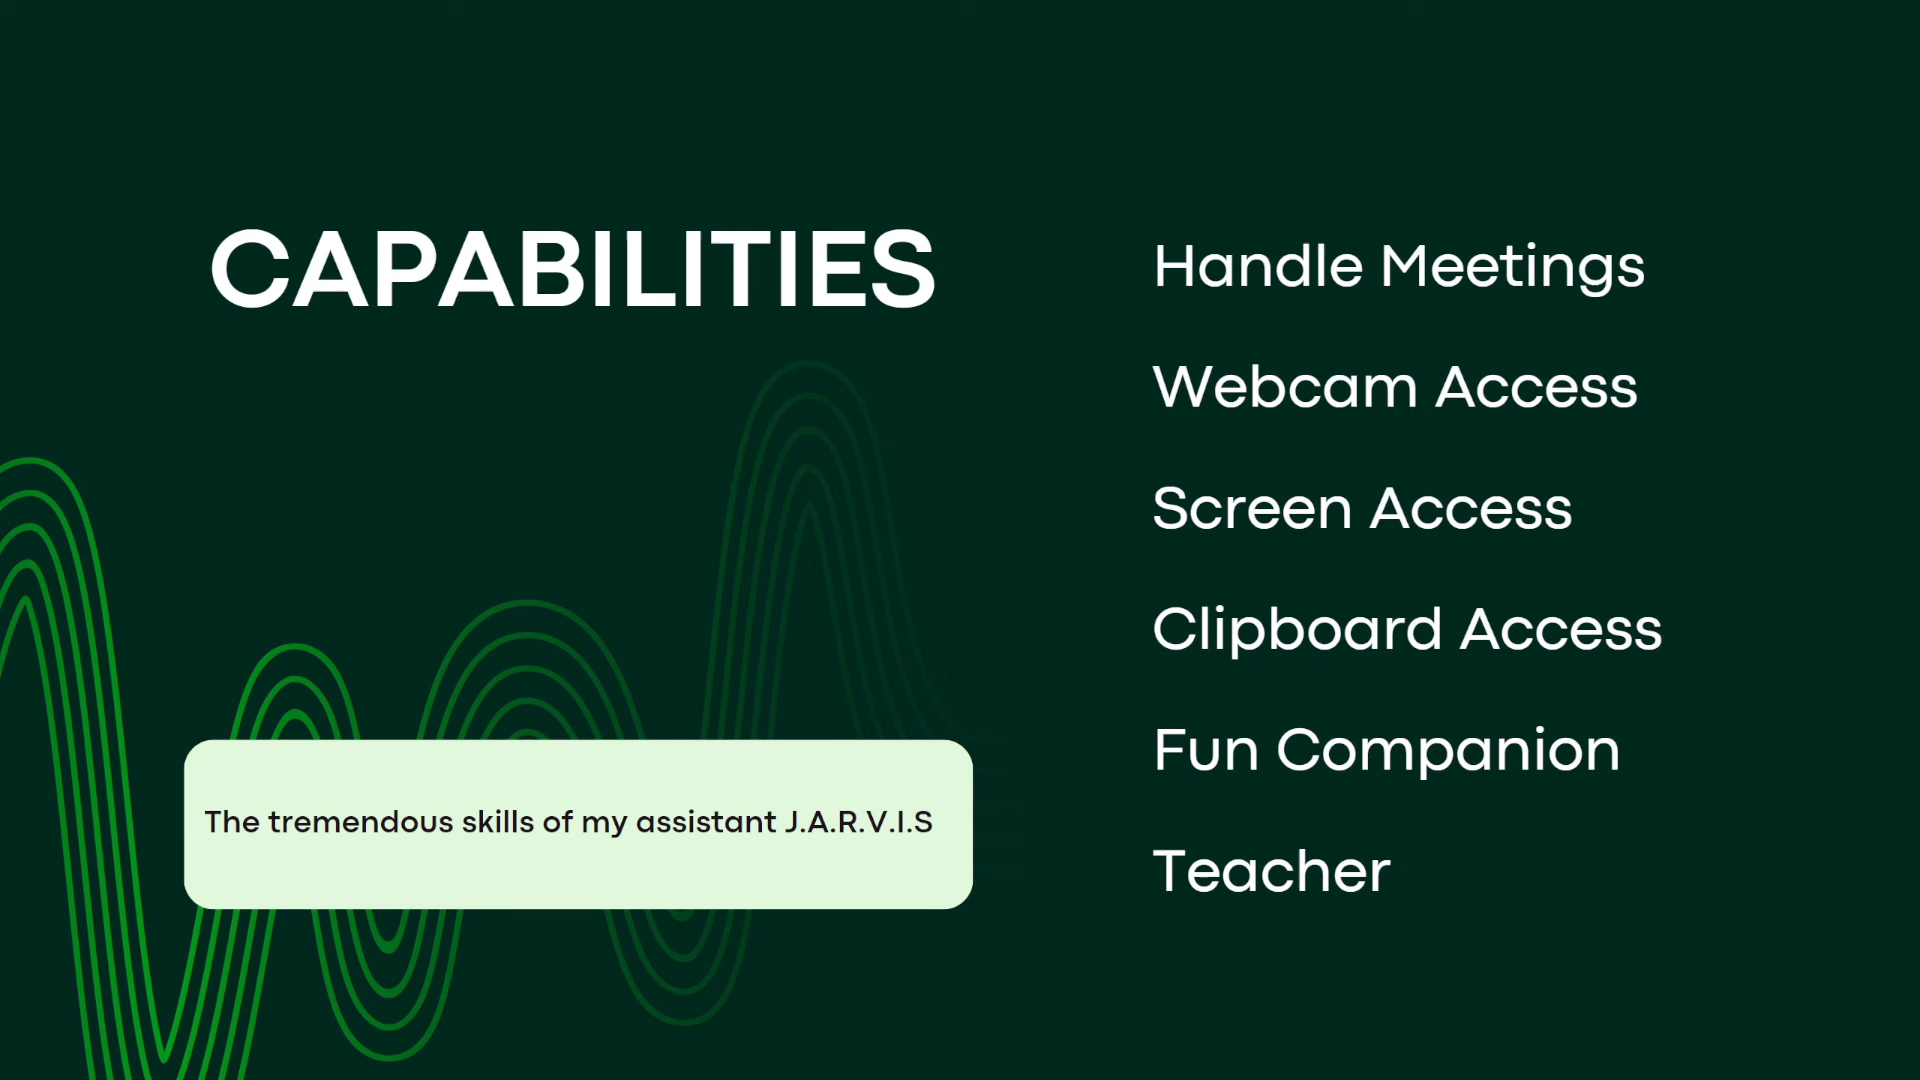 CAPABILITIES
The tremendous skills of my assistant J.A.R.V.I.S
Handle Meetings
Webcam Access
Screen Access
Clipboard Access
Fun Companion
Teacher